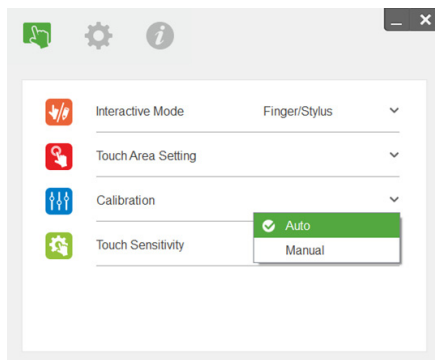 Interactive Mode Finger/Stylus
Touch Area Setting
Calibration
Auto
Touch Sensitivity
Manual